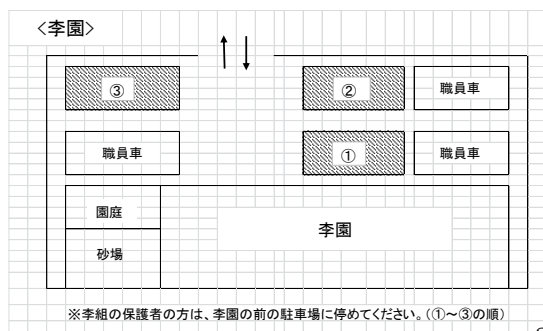 <李園>
③
②
職員車
職員車
①
職員車
園庭
李園
砂場
※李組の保護者の方は、李園の前の駐車場に停めてください。(①~③の順)